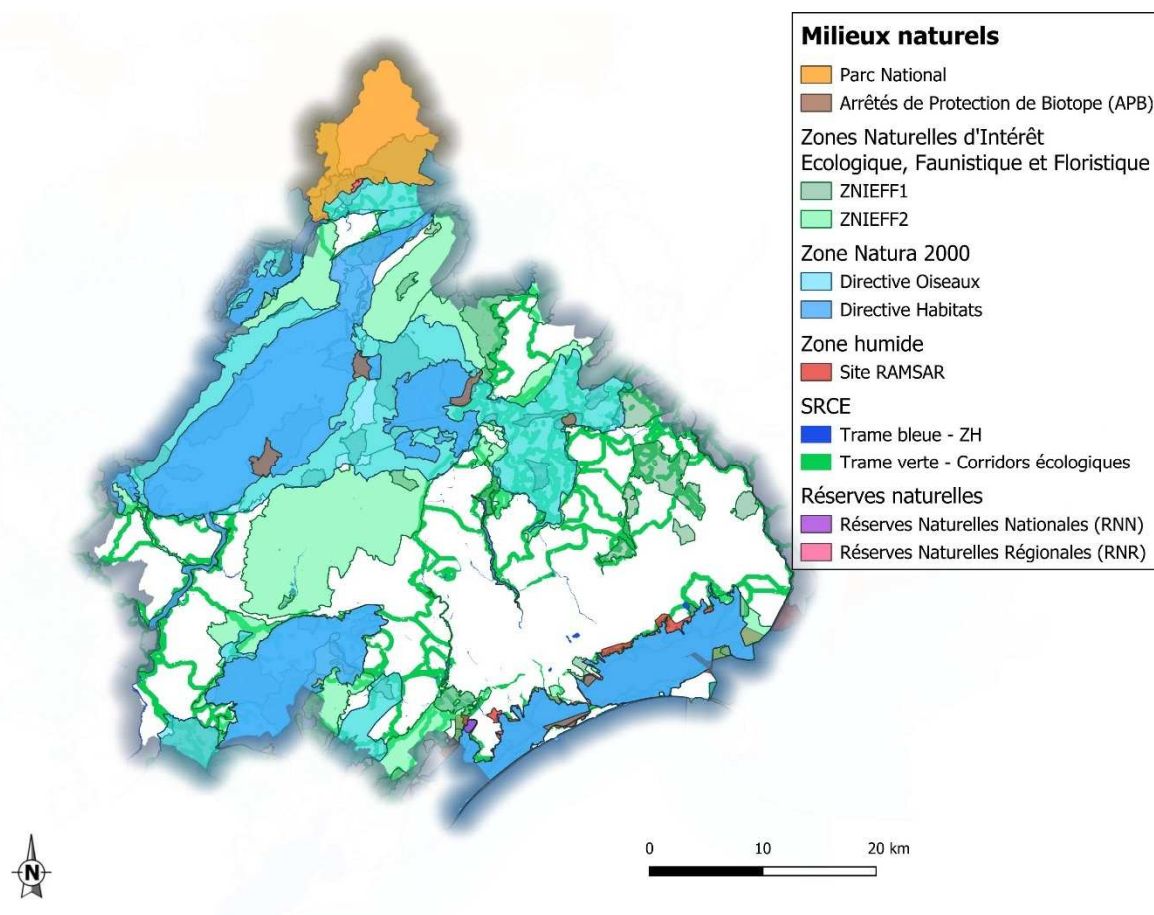 Milieux naturels
Parc National
Arrêtés de Protection de Biotope (APB)
Zones Naturelles d'Intérêt
Ecologique, Faunistique et Floristique
ZNIEFF1
ZNIEFF2
Zone Natura 2000
Directive Oiseaux
Directive Habitats
Zone humide
Site RAMSAR
SRCE
Trame bleue - ZH
Trame verte - Corridors écologiques
Réserves naturelles
Réserves Naturelles Nationales (RNN)
Réserves Naturelles Régionales (RNR)
N
0 10 20 km